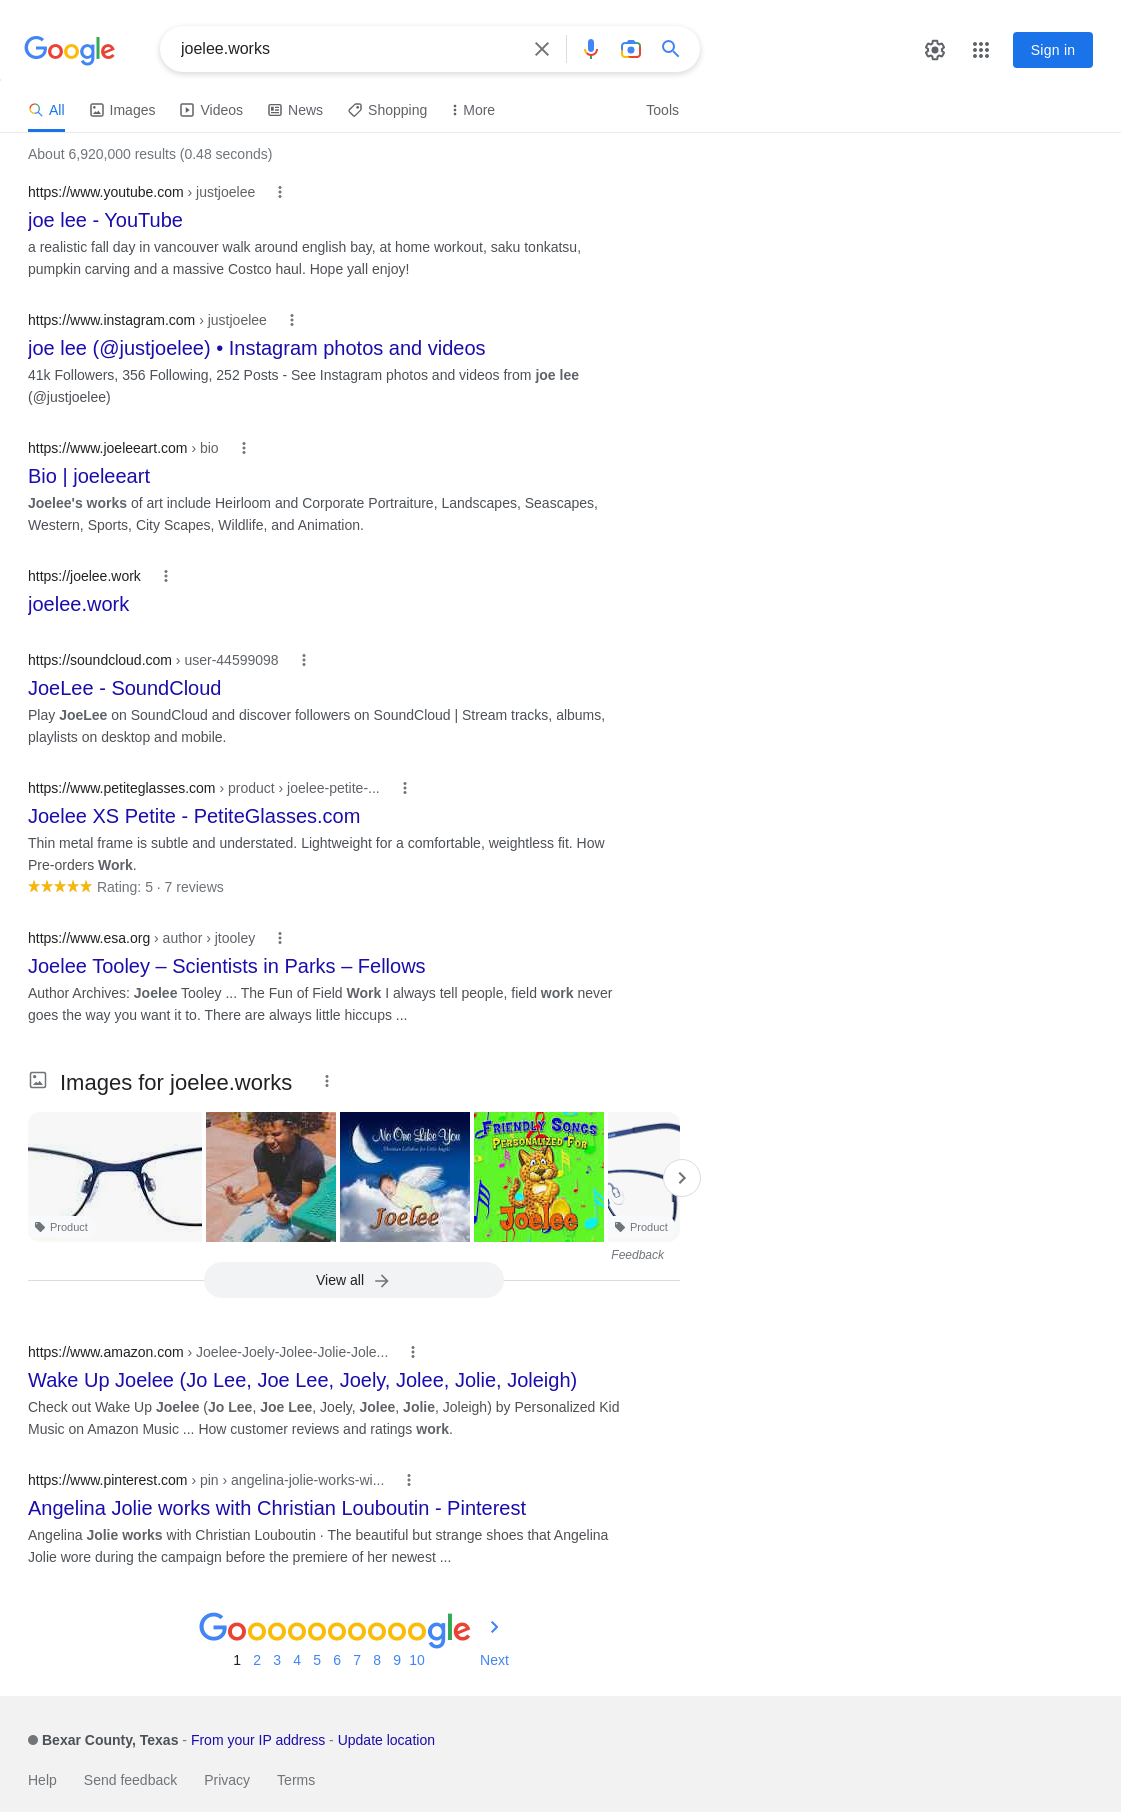 Google
joelee.works
Sign in
All Images Videos News Shopping More Tools
About 6,920,000 results (0.48 seconds)
https://www.youtube.com › justjoelee
joe lee - YouTube
a realistic fall day in vancouver walk around english bay, at home workout, saku tonkatsu,
pumpkin carving and a massive Costco haul. Hope yall enjoy!
https://www.instagram.com › justjoelee
joe lee (@justjoelee) • Instagram photos and videos
41k Followers, 356 Following, 252 Posts - See Instagram photos and videos from joe lee
(@justjoelee)
https://www.joeleeart.com › bio
Bio | joeleeart
Joelee's works of art include Heirloom and Corporate Portraiture, Landscapes, Seascapes,
Western, Sports, City Scapes, Wildlife, and Animation.
https://joelee.work
joelee.work
https://soundcloud.com › user-44599098
JoeLee - SoundCloud
Play JoeLee on SoundCloud and discover followers on SoundCloud | Stream tracks, albums,
playlists on desktop and mobile.
https://www.petiteglasses.com › product › joelee-petite-...
Joelee XS Petite - PetiteGlasses.com
Thin metal frame is subtle and understated. Lightweight for a comfortable, weightless fit. How
Pre-orders Work.
Rating: 5 · 7 reviews
https://www.esa.org › author › jtooley
Joelee Tooley – Scientists in Parks – Fellows
Author Archives: Joelee Tooley ... The Fun of Field Work I always tell people, field work never
goes the way you want it to. There are always little hiccups ...
Images for joelee.works
No One Like You
Christian Lullabies for Little Angels
Joelee
FRIENDLY SONGS
PERSONALIZED FOR
Joelee
Product
Product
Feedback
View all
https://www.amazon.com › Joelee-Joely-Jolee-Jolie-Jole...
Wake Up Joelee (Jo Lee, Joe Lee, Joely, Jolee, Jolie, Joleigh)
Check out Wake Up Joelee (Jo Lee, Joe Lee, Joely, Jolee, Jolie, Joleigh) by Personalized Kid
Music on Amazon Music ... How customer reviews and ratings work.
https://www.pinterest.com › pin › angelina-jolie-works-wi...
Angelina Jolie works with Christian Louboutin - Pinterest
Angelina Jolie works with Christian Louboutin · The beautiful but strange shoes that Angelina
Jolie wore during the campaign before the premiere of her newest ...
Goooooooooogle
1 2 3 4 5 6 7 8 9 10 Next
Bexar County, Texas - From your IP address - Update location
Help Send feedback Privacy Terms